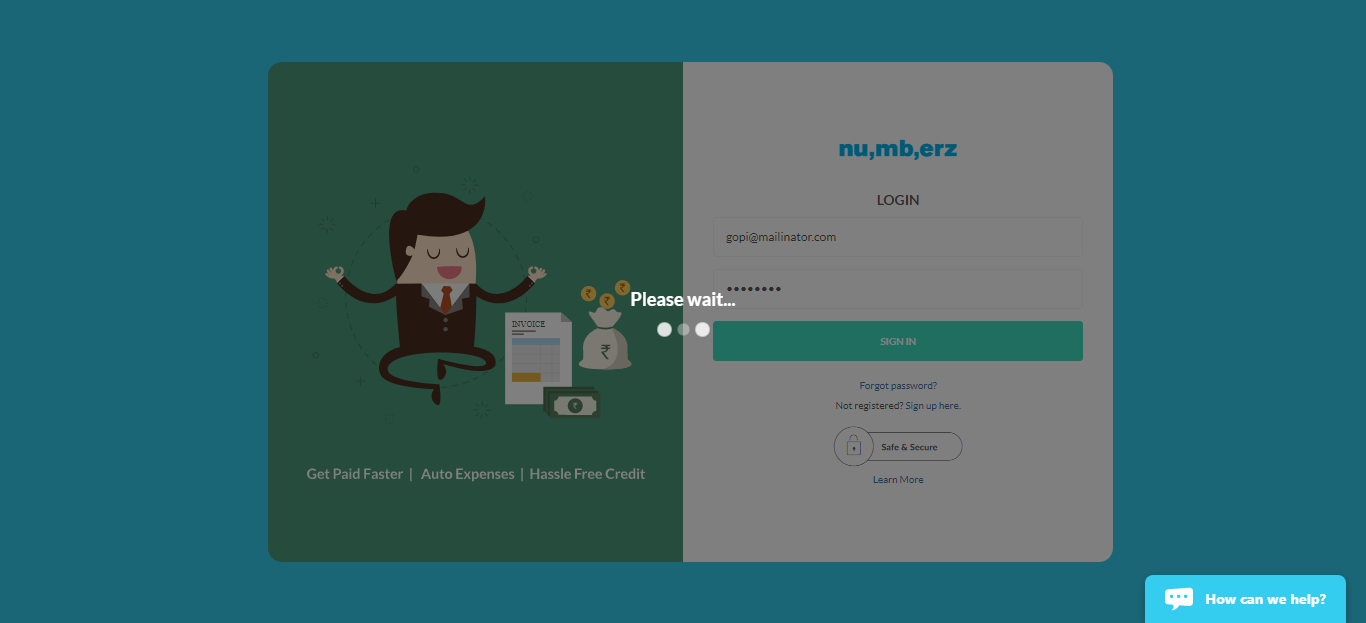 nu,mb,erz
LOGIN
gopi@mailinator.com
••••••••
Please wait...
SIGN IN
INVOICE
Forgot password?
Not registered? Sign up here.
Safe & Secure
Learn More
Get Paid Faster | Auto Expenses | Hassle Free Credit
How can we help?